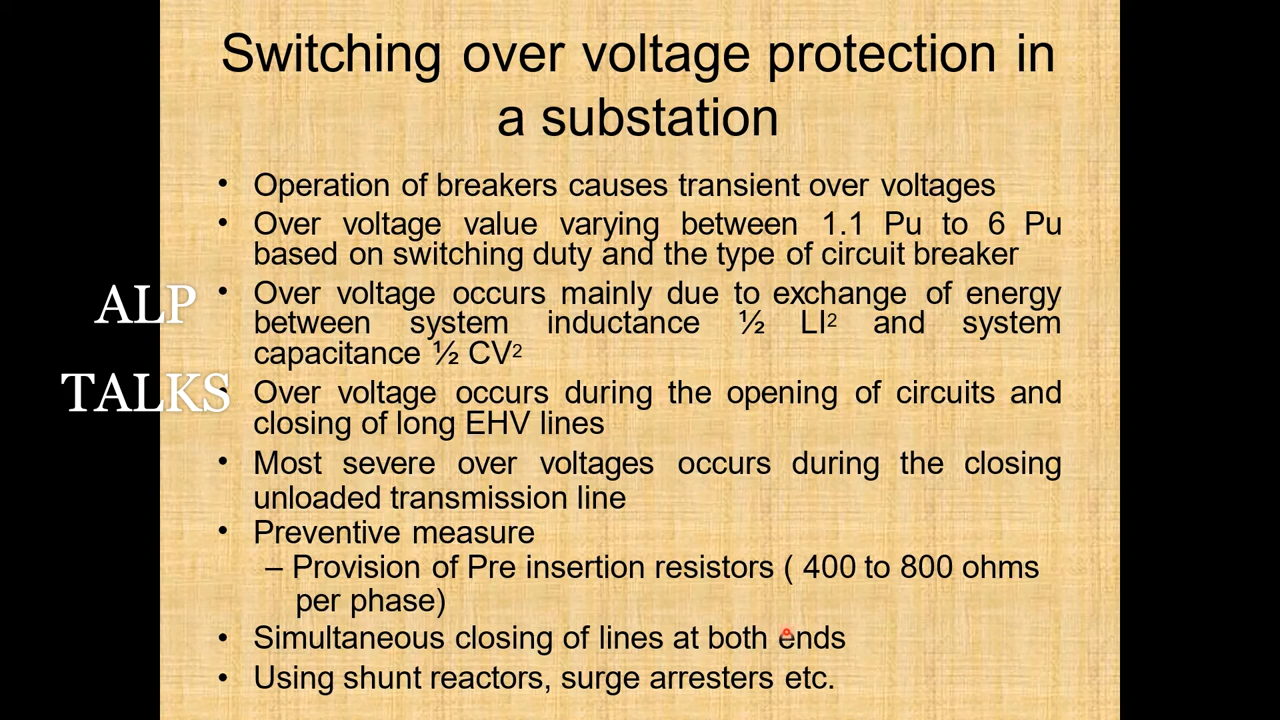 Switching over voltage protection in
a substation
• Operation of breakers causes transient over voltages
• Over voltage value varying between 1.1 Pu to 6 Pu
based on switching duty and the type of circuit breaker
• Over voltage occurs mainly due to exchange of energy
between system inductance ½ LI² and system
capacitance ½ CV²
• Over voltage occurs during the opening of circuits and
closing of long EHV lines
• Most severe over voltages occurs during the closing
unloaded transmission line
• Preventive measure
– Provision of Pre insertion resistors ( 400 to 800 ohms
per phase)
• Simultaneous closing of lines at both ends
• Using shunt reactors, surge arresters etc.
ALP
TALKS